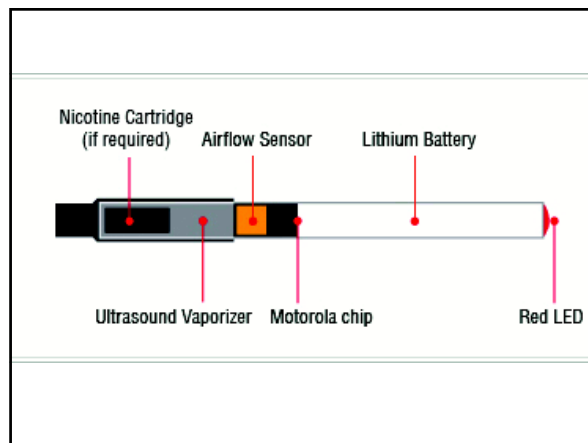 Nicotine Cartridge
(if required)
Airflow Sensor
Lithium Battery
Ultrasound Vaporizer
Motorola chip
Red LED